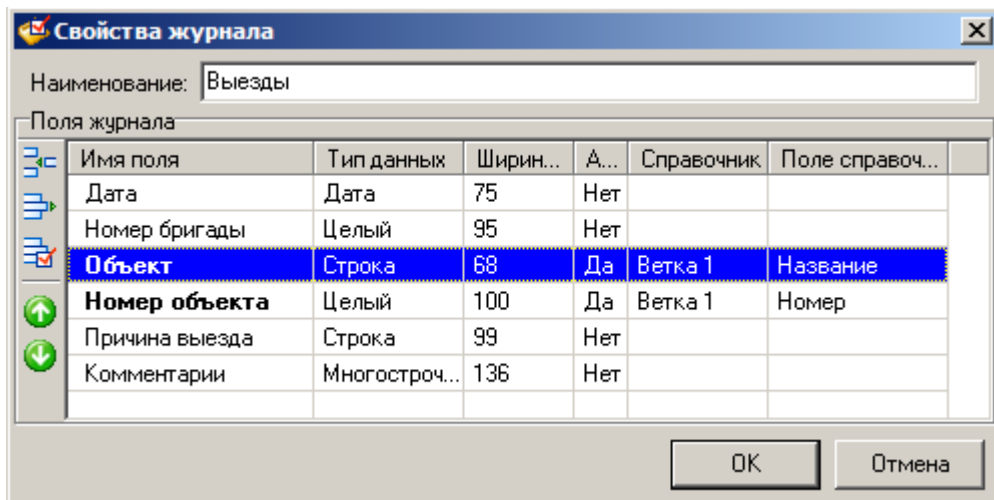 Свойства журнала
Наименование: Выезды
Поля журнала
Имя поля Тип данных Ширин... А... Справочник Поле справоч...
Дата Дата 75 Нет
Номер бригады Целый 95 Нет
Объект Строка 68 Да Ветка 1 Название
Номер объекта Целый 100 Да Ветка 1 Номер
Причина выезда Строка 99 Нет
Комментарии Многостроч... 136 Нет
OK Отмена